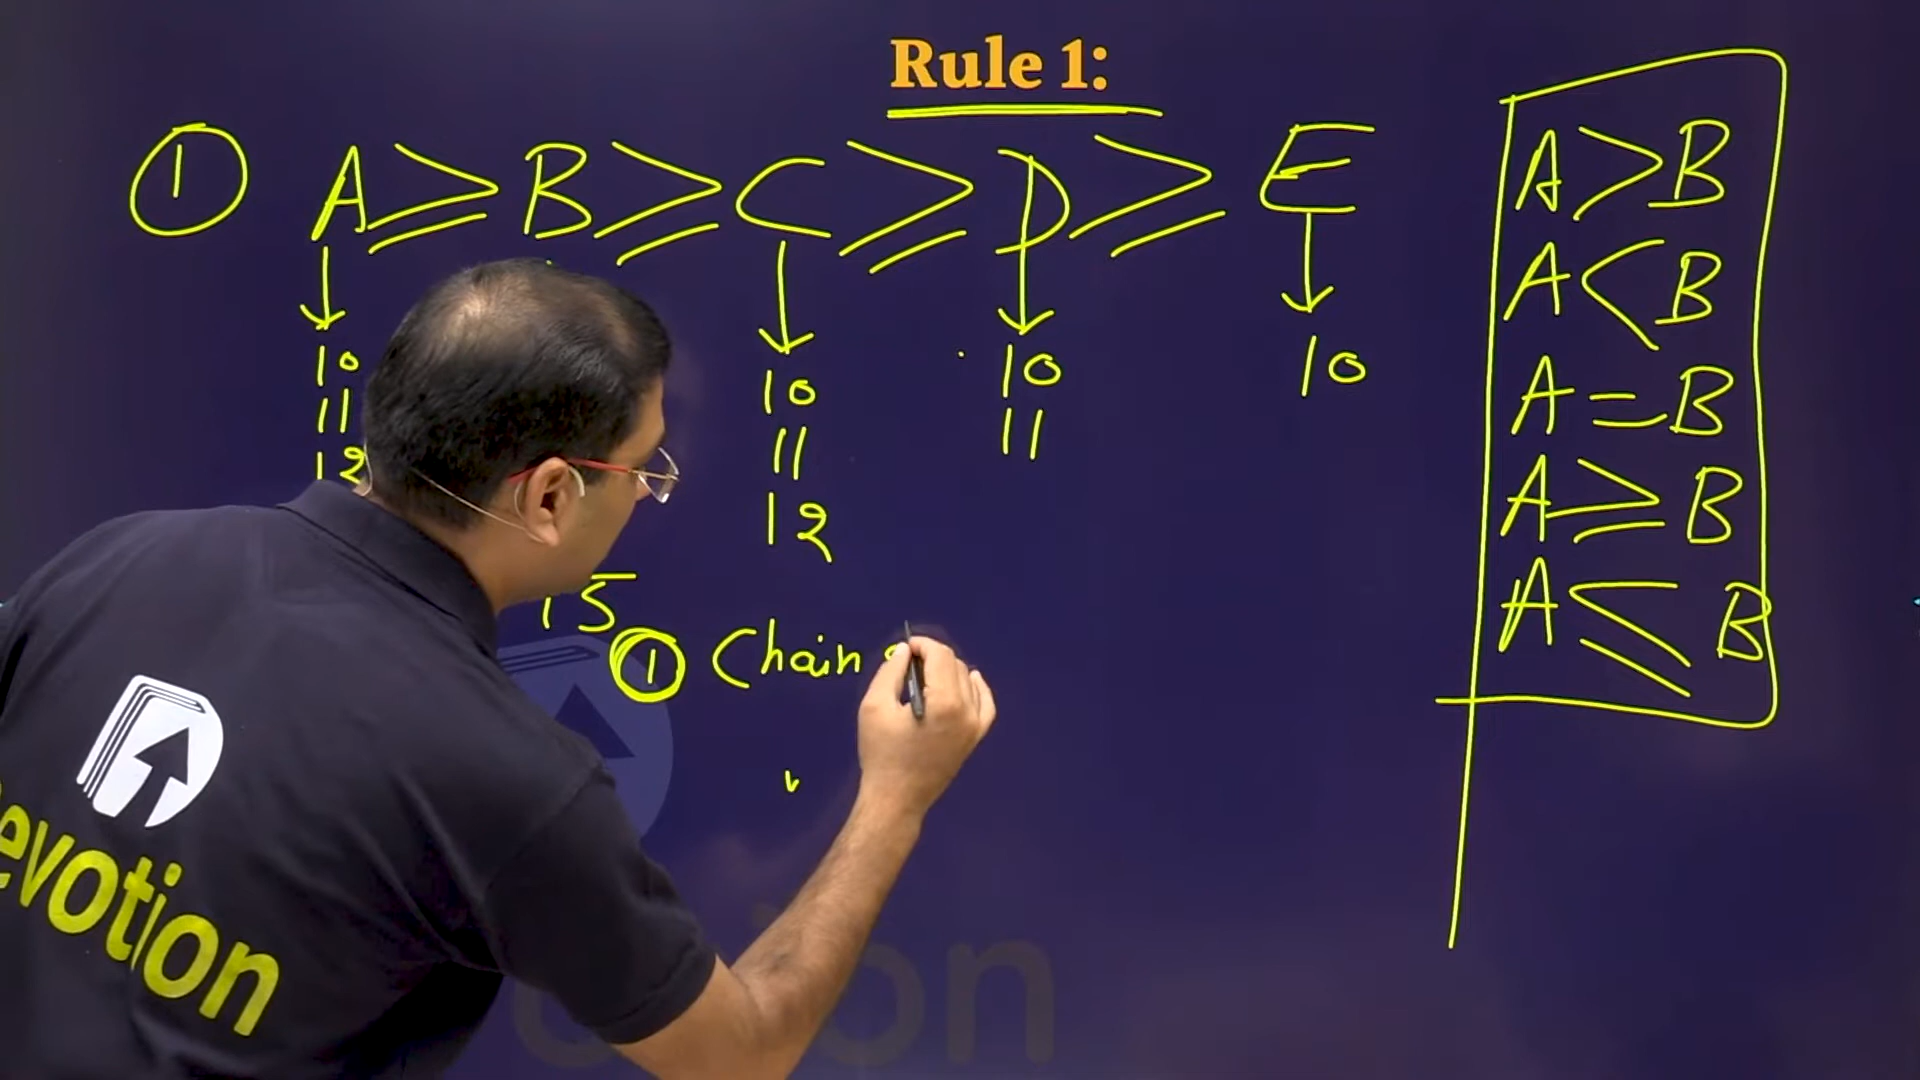 Rule 1:
1 A ≥ B ≥ C ≥ D ≥ E
10 10 10 10
11 11 11
12 12
15
1 Chain
A > B
A < B
A = B
A ≥ B
A ≤ B
evotion